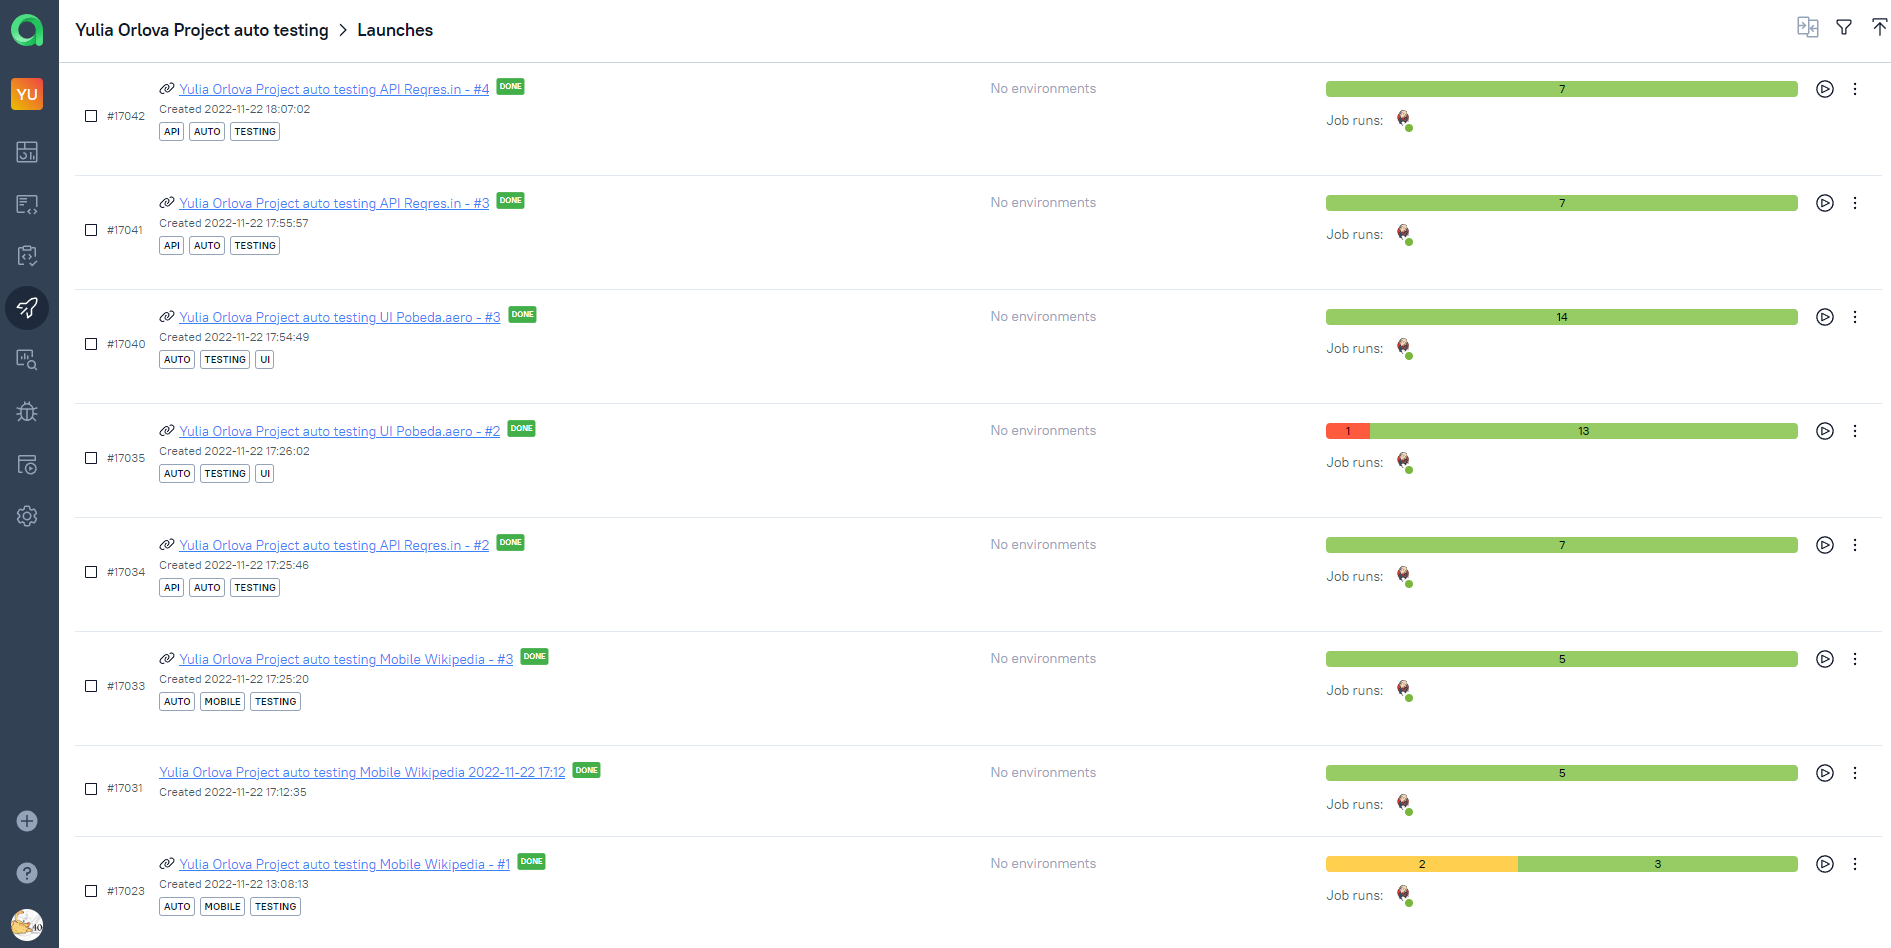 Yulia Orlova Project auto testing > Launches
YU
#17042
Yulia Orlova Project auto testing API Reqres.in - #4 DONE
Created 2022-11-22 18:07:02
API AUTO TESTING
No environments
7
Job runs:
#17041
Yulia Orlova Project auto testing API Reqres.in - #3 DONE
Created 2022-11-22 17:55:57
API AUTO TESTING
No environments
7
Job runs:
#17040
Yulia Orlova Project auto testing UI Pobeda.aero - #3 DONE
Created 2022-11-22 17:54:49
AUTO TESTING UI
No environments
14
Job runs:
#17035
Yulia Orlova Project auto testing UI Pobeda.aero - #2 DONE
Created 2022-11-22 17:26:02
AUTO TESTING UI
No environments
1 13
Job runs:
#17034
Yulia Orlova Project auto testing API Reqres.in - #2 DONE
Created 2022-11-22 17:25:46
API AUTO TESTING
No environments
7
Job runs:
#17033
Yulia Orlova Project auto testing Mobile Wikipedia - #3 DONE
Created 2022-11-22 17:25:20
AUTO MOBILE TESTING
No environments
5
Job runs:
#17031
Yulia Orlova Project auto testing Mobile Wikipedia 2022-11-22 17:12 DONE
Created 2022-11-22 17:12:35
No environments
5
Job runs:
#17023
Yulia Orlova Project auto testing Mobile Wikipedia - #1 DONE
Created 2022-11-22 13:08:13
AUTO MOBILE TESTING
No environments
2 3
Job runs: